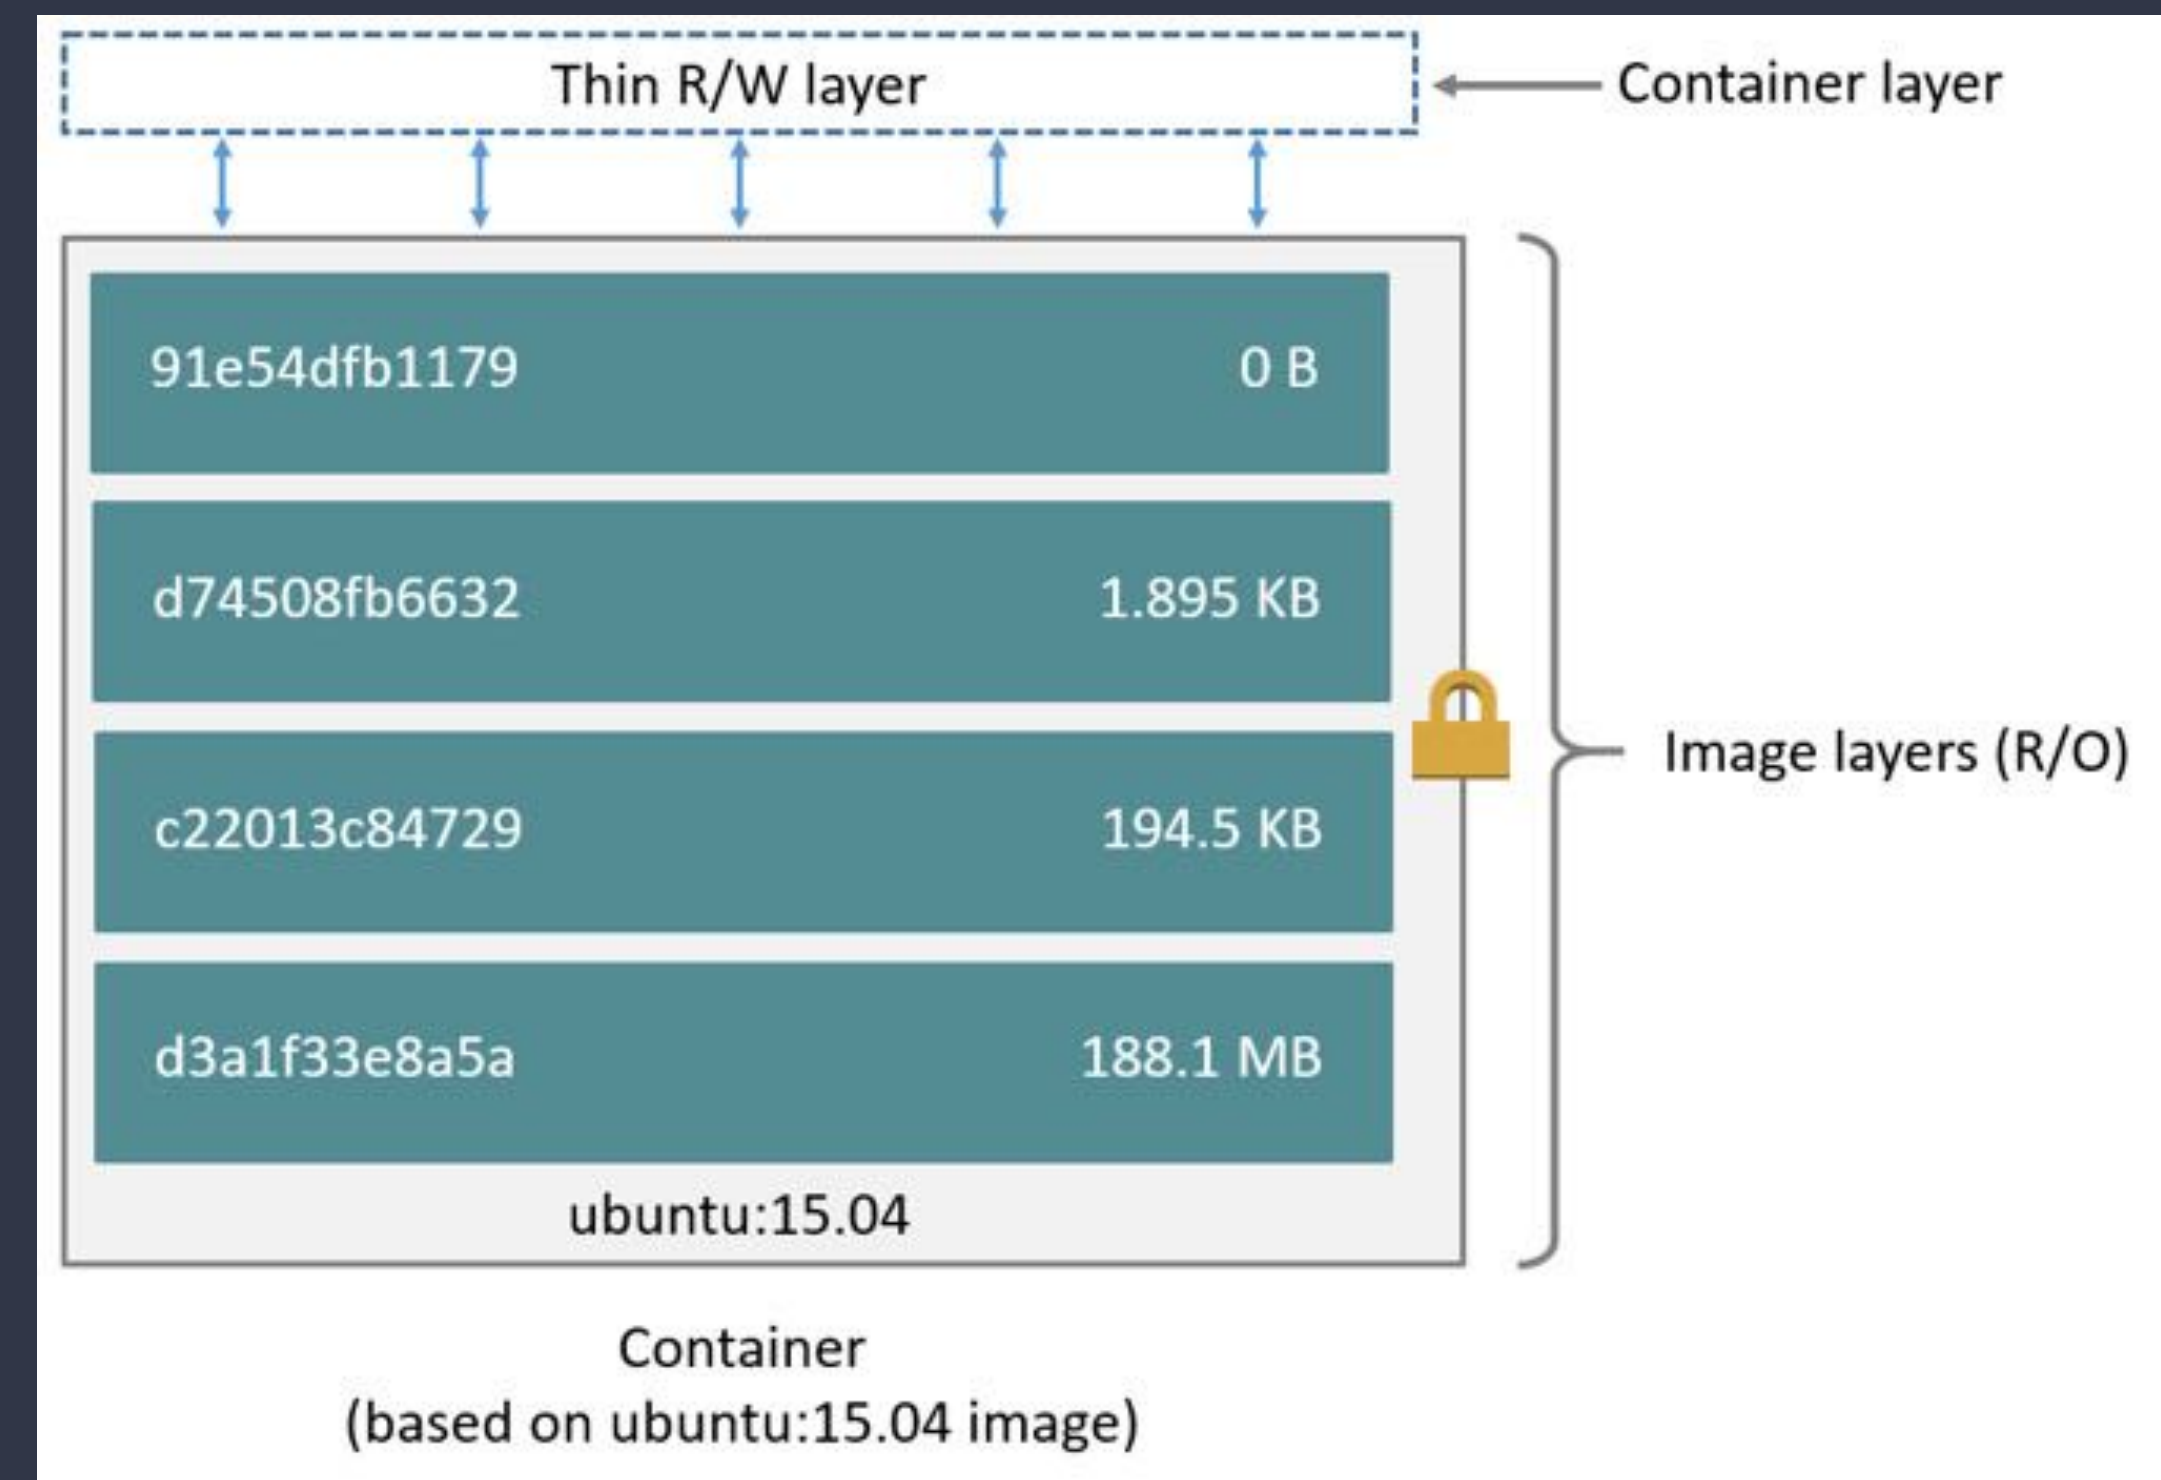 Thin R/W layer
Container layer
91e54dfb1179 0 B
d74508fb6632 1.895 KB
c22013c84729 194.5 KB
Image layers (R/O)
d3a1f33e8a5a 188.1 MB
ubuntu:15.04
Container
(based on ubuntu:15.04 image)